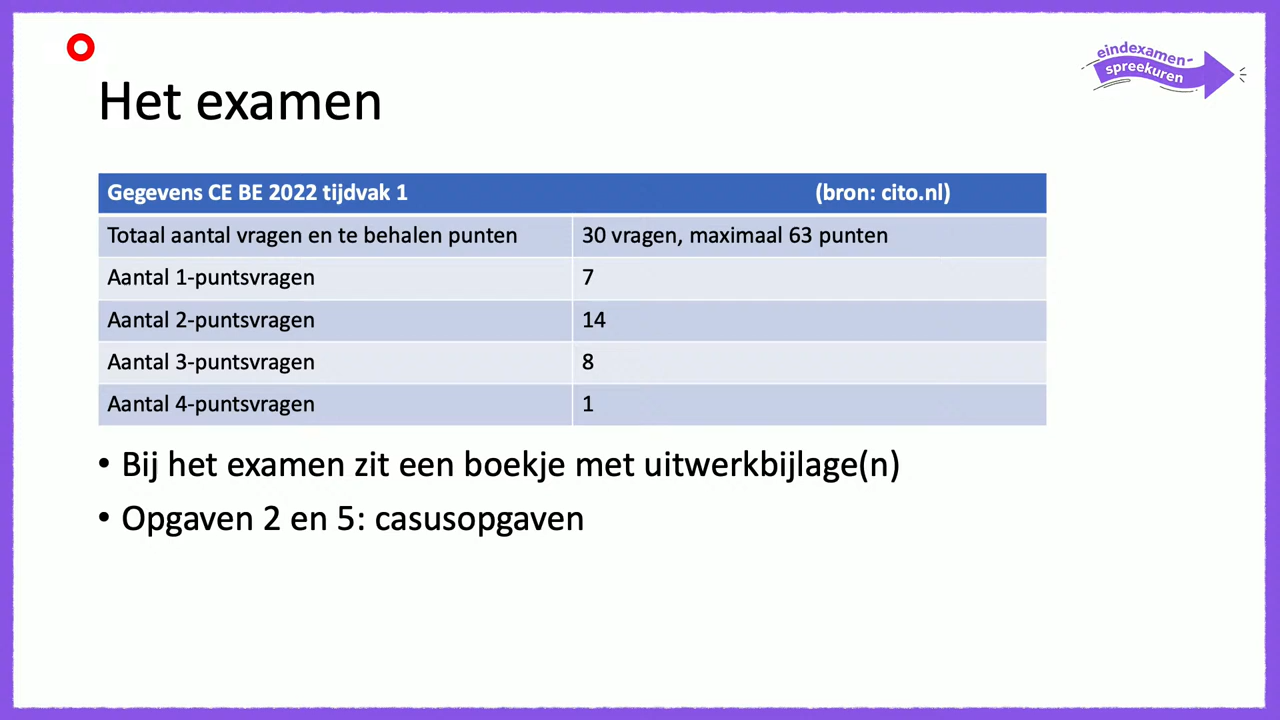 eindexamen-
spreekuren
Het examen
Gegevens CE BE 2022 tijdvak 1 (bron: cito.nl)
Totaal aantal vragen en te behalen punten 30 vragen, maximaal 63 punten
Aantal 1-puntsvragen 7
Aantal 2-puntsvragen 14
Aantal 3-puntsvragen 8
Aantal 4-puntsvragen 1
• Bij het examen zit een boekje met uitwerkbijlage(n)
• Opgaven 2 en 5: casusopgaven